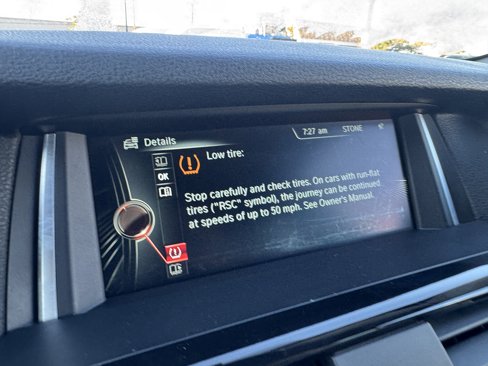 Details
7:27 am
STONE
OK
Low tire:
Stop carefully and check tires. On cars with run-flat
tires ("RSC" symbol), the journey can be continued
at speeds of up to 50 mph. See Owner's Manual.